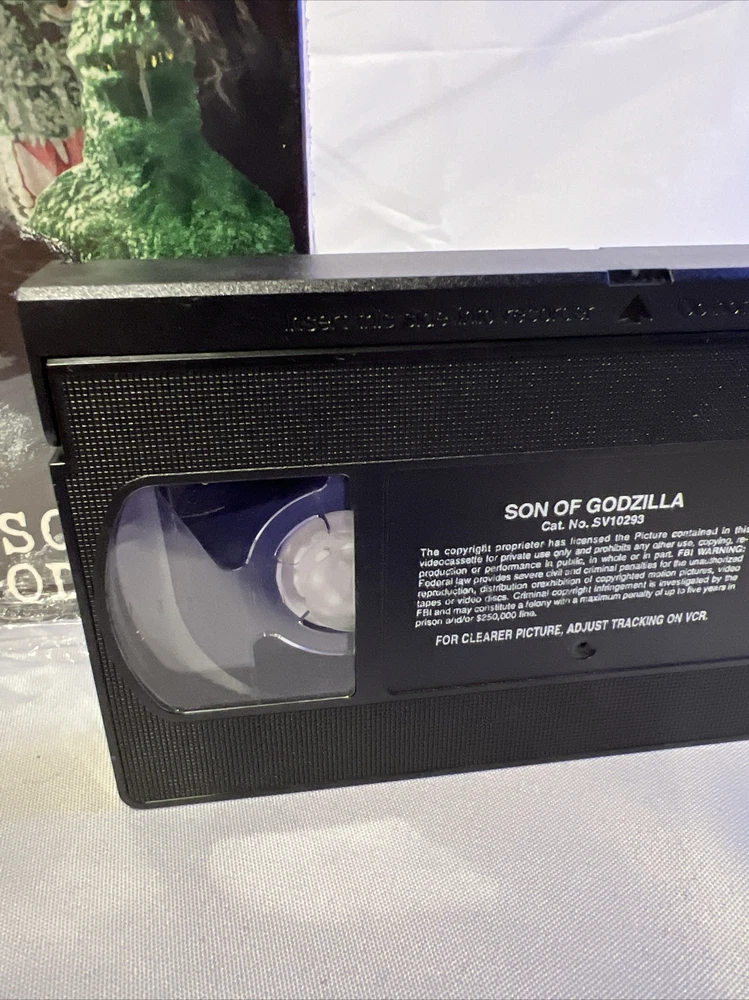 Insert this side into recorder
Do not
SON OF GODZILLA
Cat. No. SV10293
The copyright proprietor has licensed the Picture contained in this
videocassette for private use only and prohibits any other use, copying, re-
production or performance in public, in whole or in part. FBI WARNING:
Federal law provides severe civil and criminal penalties for the unauthorized
reproduction, distribution orexhibition of copyrighted motion pictures, video
tapes or video discs. Criminal copyright infringement is investigated by the
FBI and may constitute a felony with a maximum penalty of up to five years in
prison and/or $250,000 fine.
FOR CLEARER PICTURE, ADJUST TRACKING ON VCR.
SO
OD